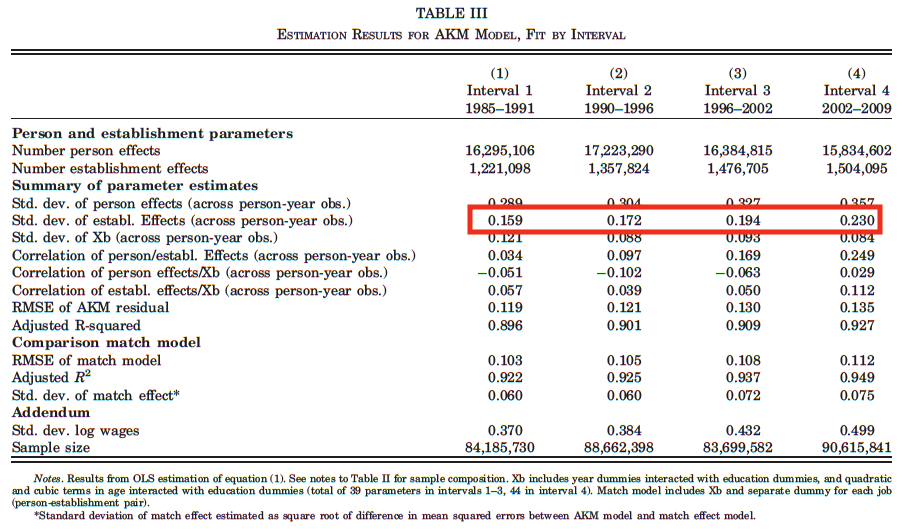 TABLE III
ESTIMATION RESULTS FOR AKM MODEL, FIT BY INTERVAL
(1) (2) (3) (4)
Interval 1 Interval 2 Interval 3 Interval 4
1985–1991 1990–1996 1996–2002 2002–2009
Person and establishment parameters
Number person effects 16,295,106 17,223,290 16,384,815 15,834,602
Number establishment effects 1,221,098 1,357,824 1,476,705 1,504,095
Summary of parameter estimates
Std. dev. of person effects (across person-year obs.) 0.289 0.304 0.327 0.357
Std. dev. of establ. Effects (across person-year obs.) 0.159 0.172 0.194 0.230
Std. dev. of Xb (across person-year obs.) 0.121 0.088 0.093 0.084
Correlation of person/establ. Effects (across person-year obs.) 0.034 0.097 0.169 0.249
Correlation of person effects/Xb (across person-year obs.) −0.051 −0.102 −0.063 0.029
Correlation of establ. effects/Xb (across person-year obs.) 0.057 0.039 0.050 0.112
RMSE of AKM residual 0.119 0.121 0.130 0.135
Adjusted R-squared 0.896 0.901 0.909 0.927
Comparison match model
RMSE of match model 0.103 0.105 0.108 0.112
Adjusted R² 0.922 0.925 0.937 0.949
Std. dev. of match effect* 0.060 0.060 0.072 0.075
Addendum
Std. dev. log wages 0.370 0.384 0.432 0.499
Sample size 84,185,730 88,662,398 83,699,582 90,615,841
Notes. Results from OLS estimation of equation (1). See notes to Table II for sample composition. Xb includes year dummies interacted with education dummies, and quadratic
and cubic terms in age interacted with education dummies (total of 39 parameters in intervals 1–3, 44 in interval 4). Match model includes Xb and separate dummy for each job
(person-establishment pair).
*Standard deviation of match effect estimated as square root of difference in mean squared errors between AKM model and match effect model.